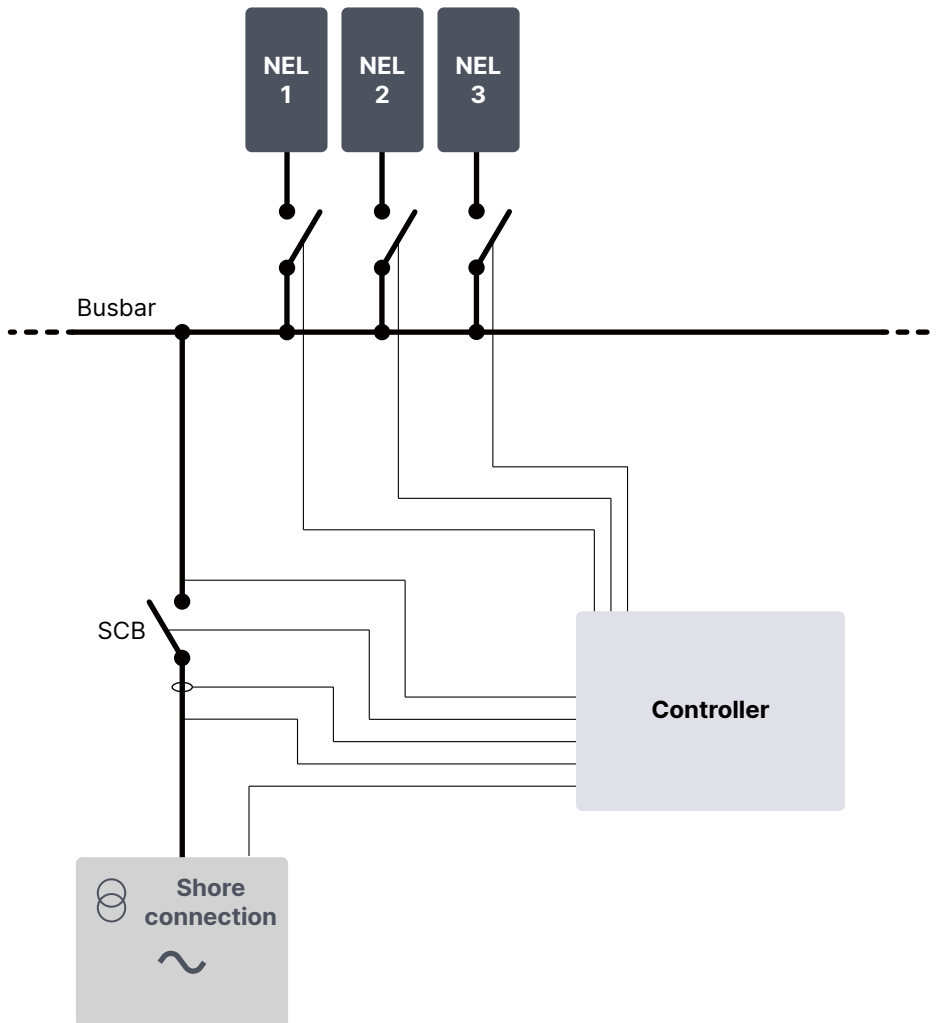 NEL
1
NEL
2
NEL
3
Busbar
SCB
Controller
Shore
connection